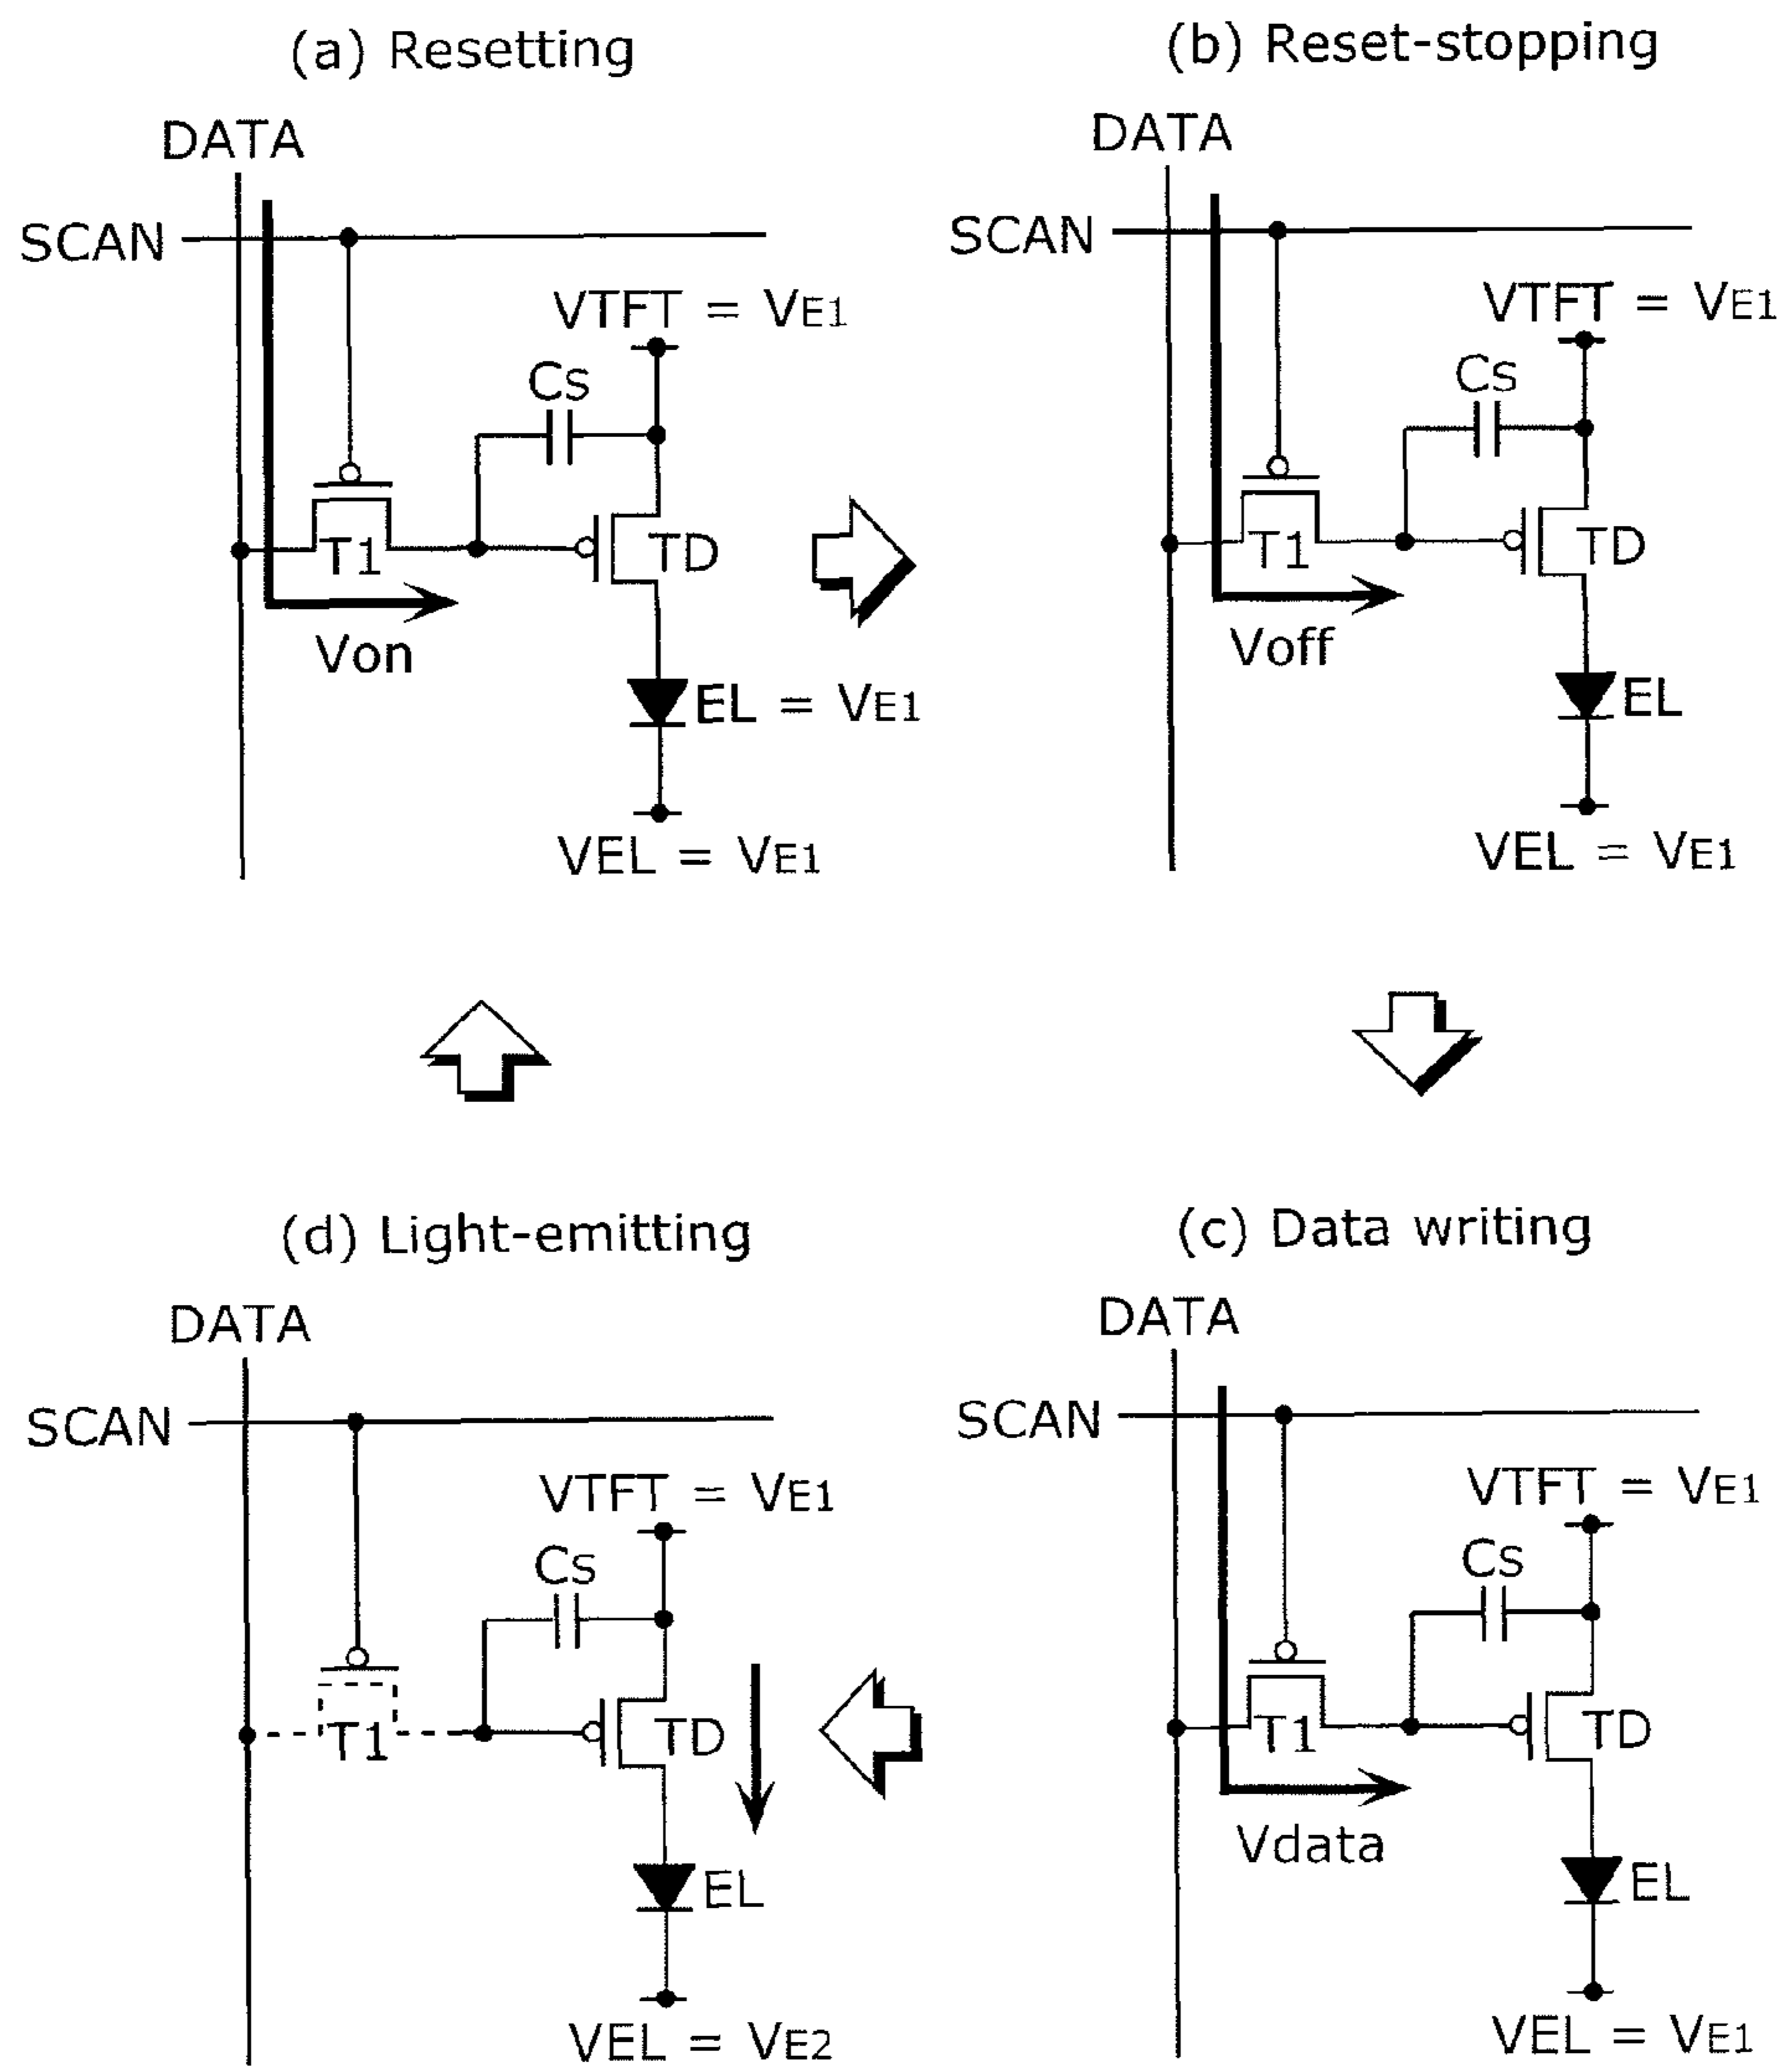 (a) Resetting
DATA
SCAN
VTFT = VE1
Cs
T1
TD
Von
EL = VE1
VEL = VE1
(b) Reset-stopping
DATA
SCAN
VTFT = VE1
Cs
T1
TD
Voff
EL
VEL = VE1
(d) Light-emitting
DATA
SCAN
VTFT = VE1
Cs
T1
TD
EL
VEL = VE2
(c) Data writing
DATA
SCAN
VTFT = VE1
Cs
T1
TD
Vdata
EL
VEL = VE1